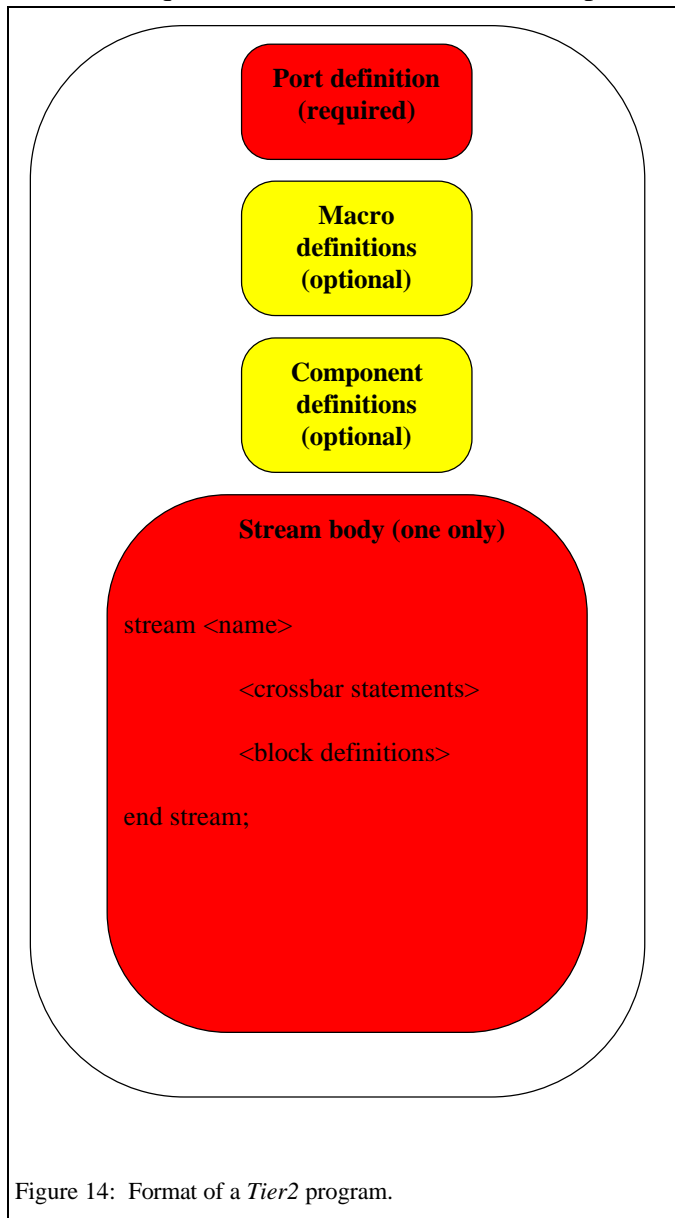 Port definition
(required)
Macro
definitions
(optional)
Component
definitions
(optional)
Stream body (one only)
stream <name>
<crossbar statements>
<block definitions>
end stream;
Figure 14: Format of a Tier2 program.